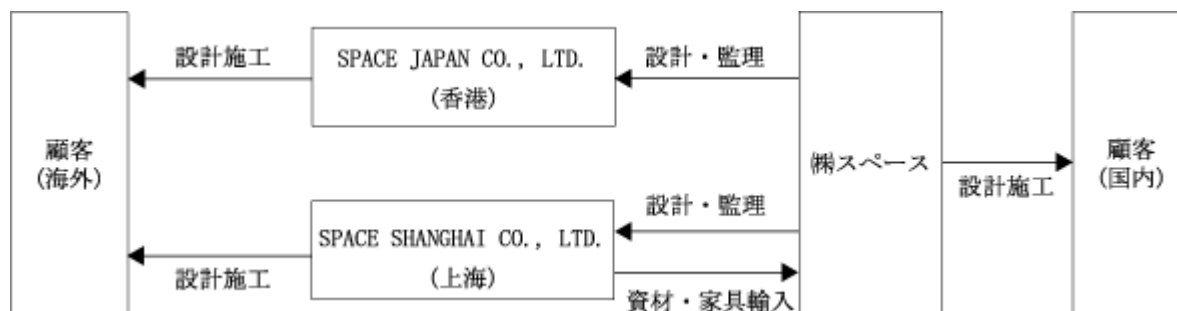 設計施工
SPACE JAPAN CO., LTD.
(香港)
設計・監理
顧客
(海外)
㈱スペース
設計施工
顧客
(国内)
設計・監理
SPACE SHANGHAI CO., LTD.
(上海)
設計施工
資材・家具輸入